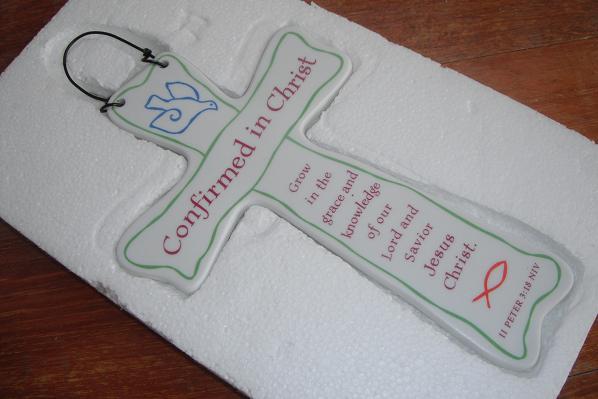 Confirmed in Christ
Grow
in the
grace and
knowledge
of our
Lord and
Savior
Jesus
Christ.
II PETER 3:18 NIV